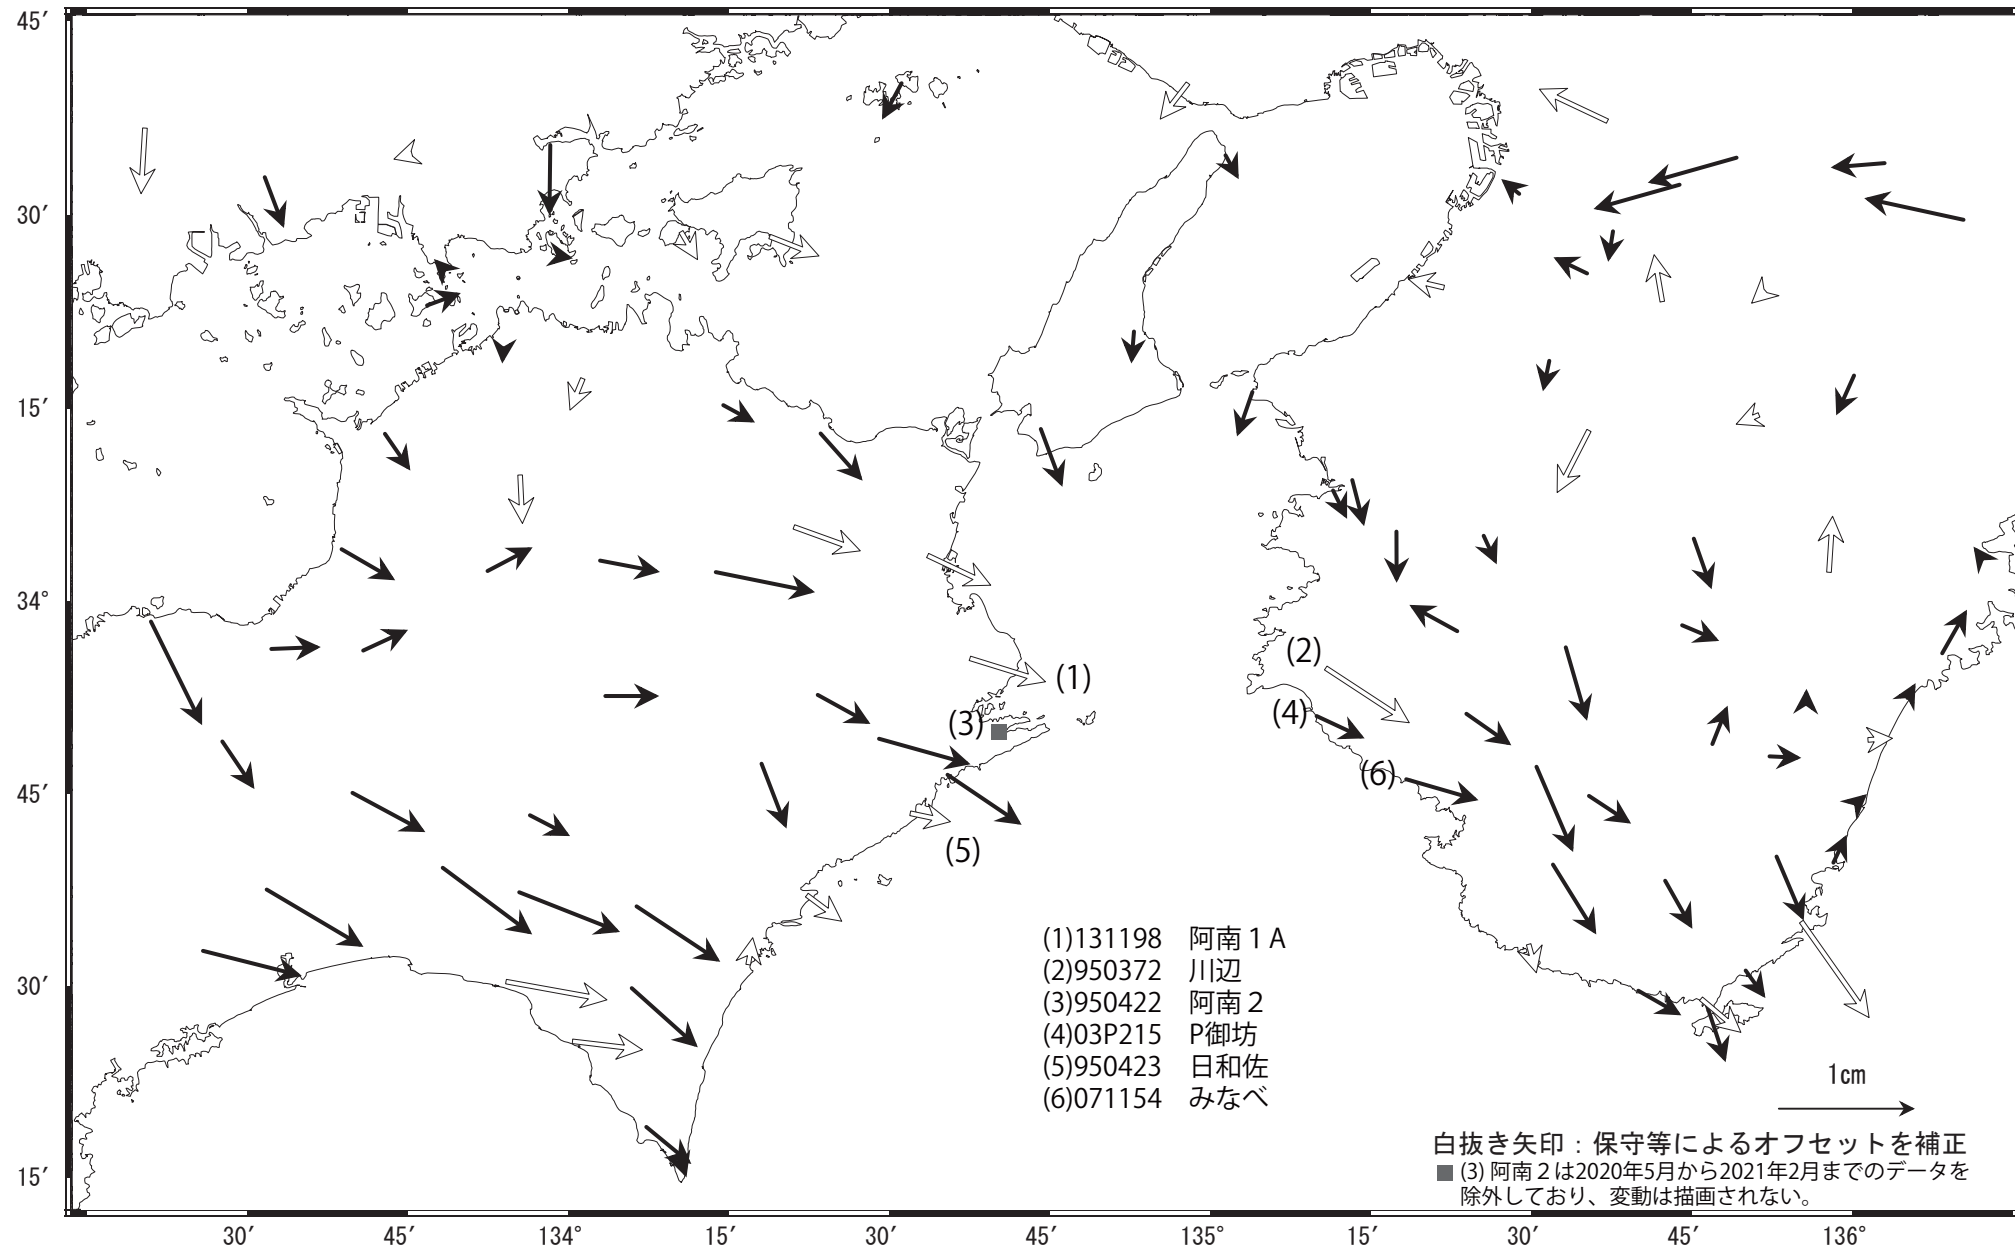 45′
30′
15′
34°
45′
30′
15′
(1)
(2)
(3)
(4)
(6)
(5)
(1)131198 阿南１A
(2)950372 川辺
(3)950422 阿南２
(4)03P215 P御坊
(5)950423 日和佐
(6)071154 みなべ
1cm
白抜き矢印：保守等によるオフセットを補正
(3) 阿南２は2020年5月から2021年2月までのデータを
除外しており、変動は描画されない。
30′ 45′ 134° 15′ 30′ 45′ 135° 15′ 30′ 45′ 136°